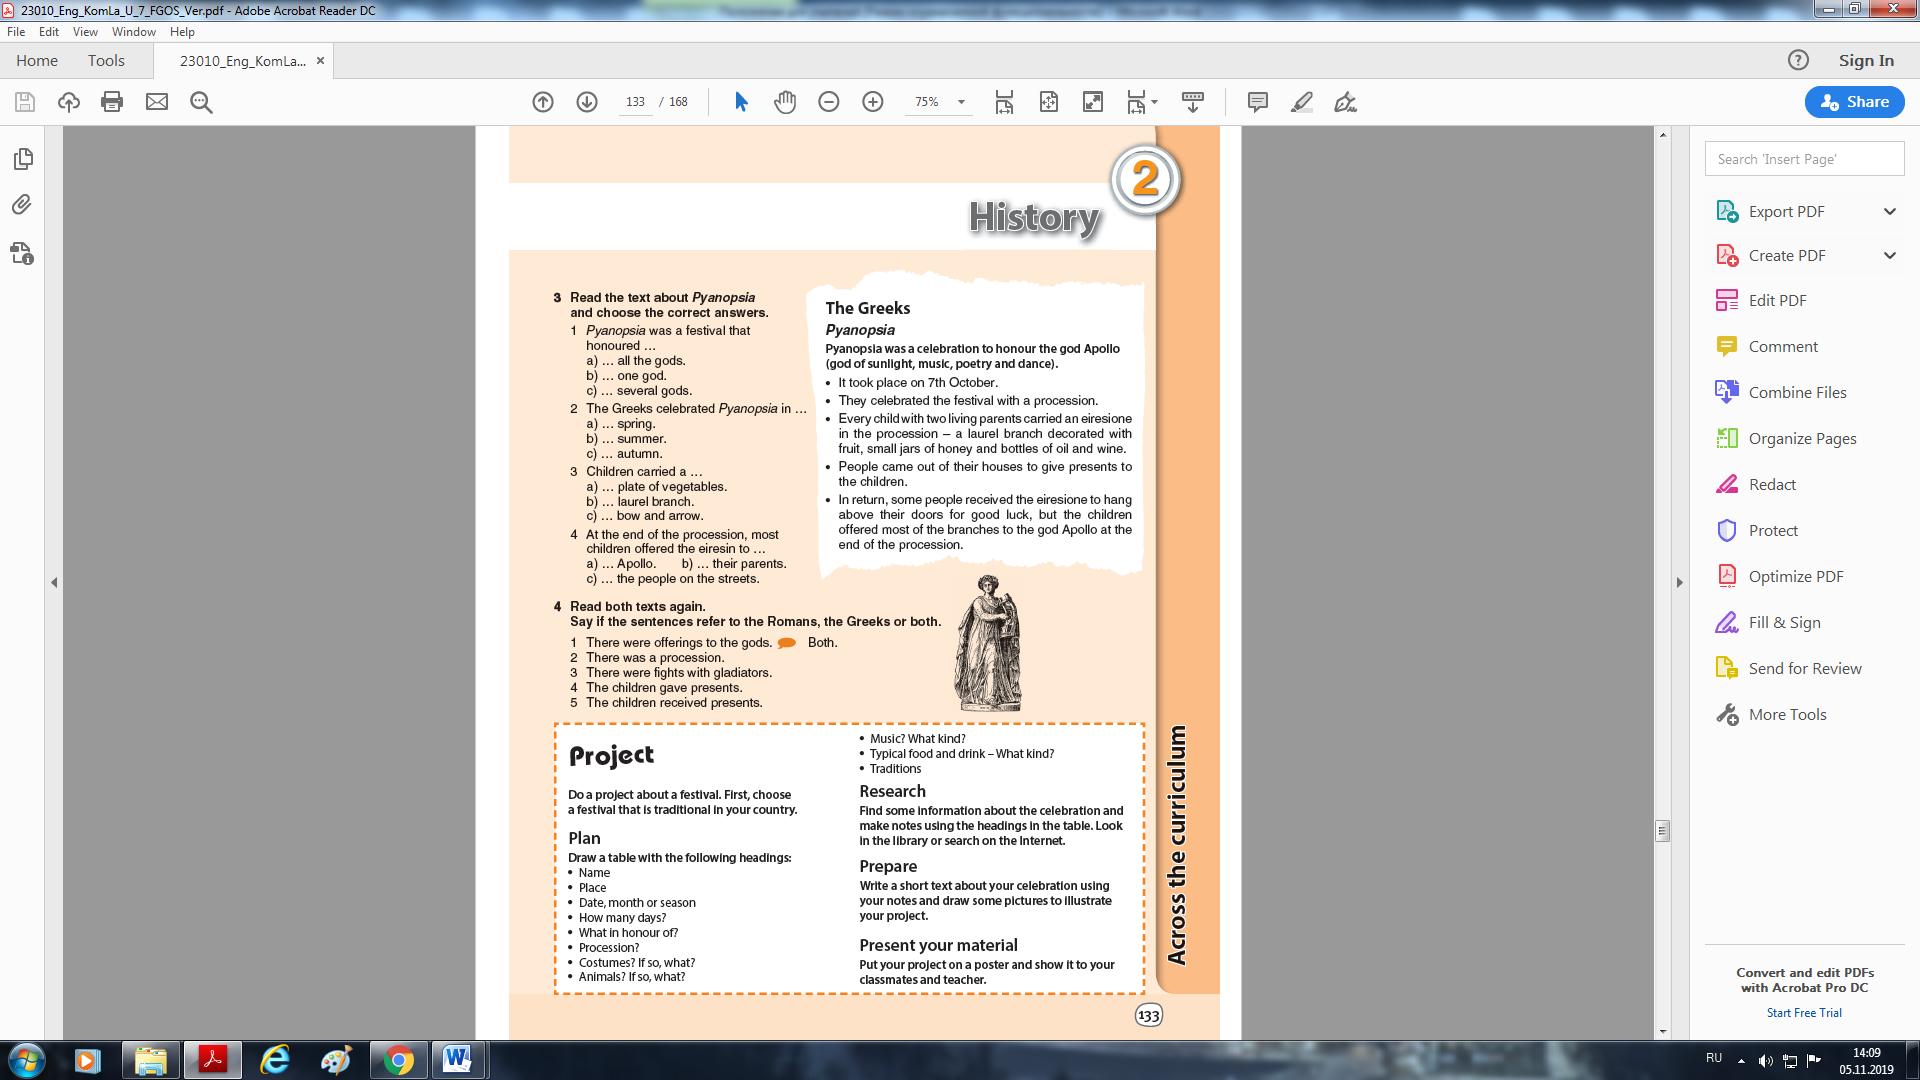 23010_Eng_KomLa_U_7_FGOS_Ver.pdf - Adobe Acrobat Reader DC
File Edit View Window Help
Home Tools 23010_Eng_KomLa... ×
Sign In
133 / 168
75%
Share
2
History
3 Read the text about Pyanopsia
and choose the correct answers.
1 Pyanopsia was a festival that
honoured …
a) … all the gods.
b) … one god.
c) … several gods.
2 The Greeks celebrated Pyanopsia in …
a) … spring.
b) … summer.
c) … autumn.
3 Children carried a …
a) … plate of vegetables.
b) … laurel branch.
c) … bow and arrow.
4 At the end of the procession, most
children offered the eiresin to …
a) … Apollo. b) … their parents.
c) … the people on the streets.
The Greeks
Pyanopsia
Pyanopsia was a celebration to honour the god Apollo
(god of sunlight, music, poetry and dance).
• It took place on 7th October.
• They celebrated the festival with a procession.
• Every child with two living parents carried an eiresione
in the procession – a laurel branch decorated with
fruit, small jars of honey and bottles of oil and wine.
• People came out of their houses to give presents to
the children.
• In return, some people received the eiresione to hang
above their doors for good luck, but the children
offered most of the branches to the god Apollo at the
end of the procession.
4 Read both texts again.
Say if the sentences refer to the Romans, the Greeks or both.
1 There were offerings to the gods. Both.
2 There was a procession.
3 There were fights with gladiators.
4 The children gave presents.
5 The children received presents.
Project
Do a project about a festival. First, choose
a festival that is traditional in your country.
Plan
Draw a table with the following headings:
• Name
• Place
• Date, month or season
• How many days?
• What in honour of?
• Procession?
• Costumes? If so, what?
• Animals? If so, what?
• Music? What kind?
• Typical food and drink – What kind?
• Traditions
Research
Find some information about the celebration and
make notes using the headings in the table. Look
in the library or search on the Internet.
Prepare
Write a short text about your celebration using
your notes and draw some pictures to illustrate
your project.
Present your material
Put your project on a poster and show it to your
classmates and teacher.
Across the curriculum
133
Search 'Insert Page'
Export PDF
Create PDF
Edit PDF
Comment
Combine Files
Organize Pages
Redact
Protect
Optimize PDF
Fill & Sign
Send for Review
More Tools
Convert and edit PDFs
with Acrobat Pro DC
Start Free Trial
RU
14:09
05.11.2019